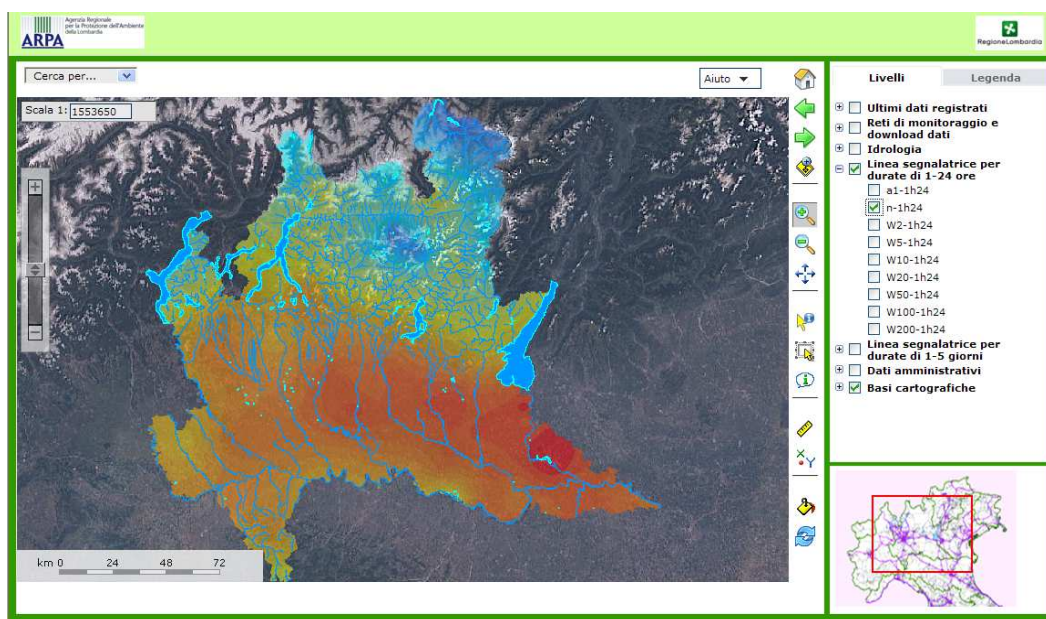 ARPA
Agenzia Regionale
per la Protezione dell'Ambiente
della Lombardia
RegioneLombardia
Cerca per...
Aiuto
Scala 1: 1553650
km 0 24 48 72
Livelli
Legenda
Ultimi dati registrati
Reti di monitoraggio e
download dati
Idrologia
Linea segnalatrice per
durate di 1-24 ore
a1-1h24
n-1h24
W2-1h24
W5-1h24
W10-1h24
W20-1h24
W50-1h24
W100-1h24
W200-1h24
Linea segnalatrice per
durate di 1-5 giorni
Dati amministrativi
Basi cartografiche